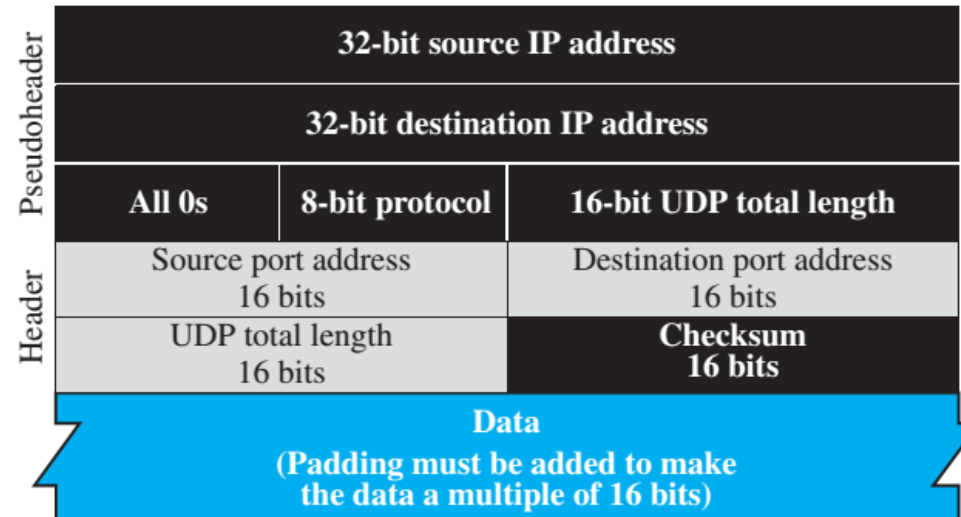 Pseudoheader
32-bit source IP address
32-bit destination IP address
All 0s
8-bit protocol
16-bit UDP total length
Header
Source port address
16 bits
Destination port address
16 bits
UDP total length
16 bits
Checksum
16 bits
Data
(Padding must be added to make
the data a multiple of 16 bits)